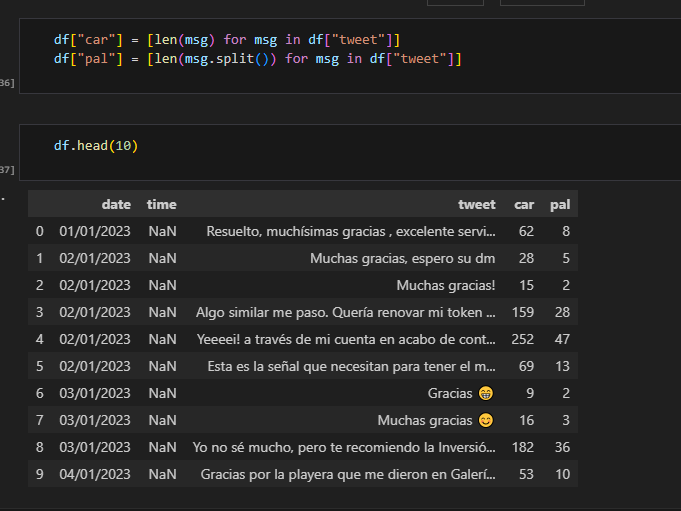 df["car"] = [len(msg) for msg in df["tweet"]]
df["pal"] = [len(msg.split()) for msg in df["tweet"]]
36]
df.head(10)
37]
date time tweet car pal
0 01/01/2023 NaN Resuelto, muchísimas gracias , excelente servi... 62 8
1 02/01/2023 NaN Muchas gracias, espero su dm 28 5
2 02/01/2023 NaN Muchas gracias! 15 2
3 02/01/2023 NaN Algo similar me paso. Quería renovar mi token ... 159 28
4 02/01/2023 NaN Yeeeei! a través de mi cuenta en acabo de cont... 252 47
5 02/01/2023 NaN Esta es la señal que necesitan para tener el m... 69 13
6 03/01/2023 NaN Gracias 😁 9 2
7 03/01/2023 NaN Muchas gracias 😊 16 3
8 03/01/2023 NaN Yo no sé mucho, pero te recomiendo la Inversió... 182 36
9 04/01/2023 NaN Gracias por la playera que me dieron en Galerí... 53 10